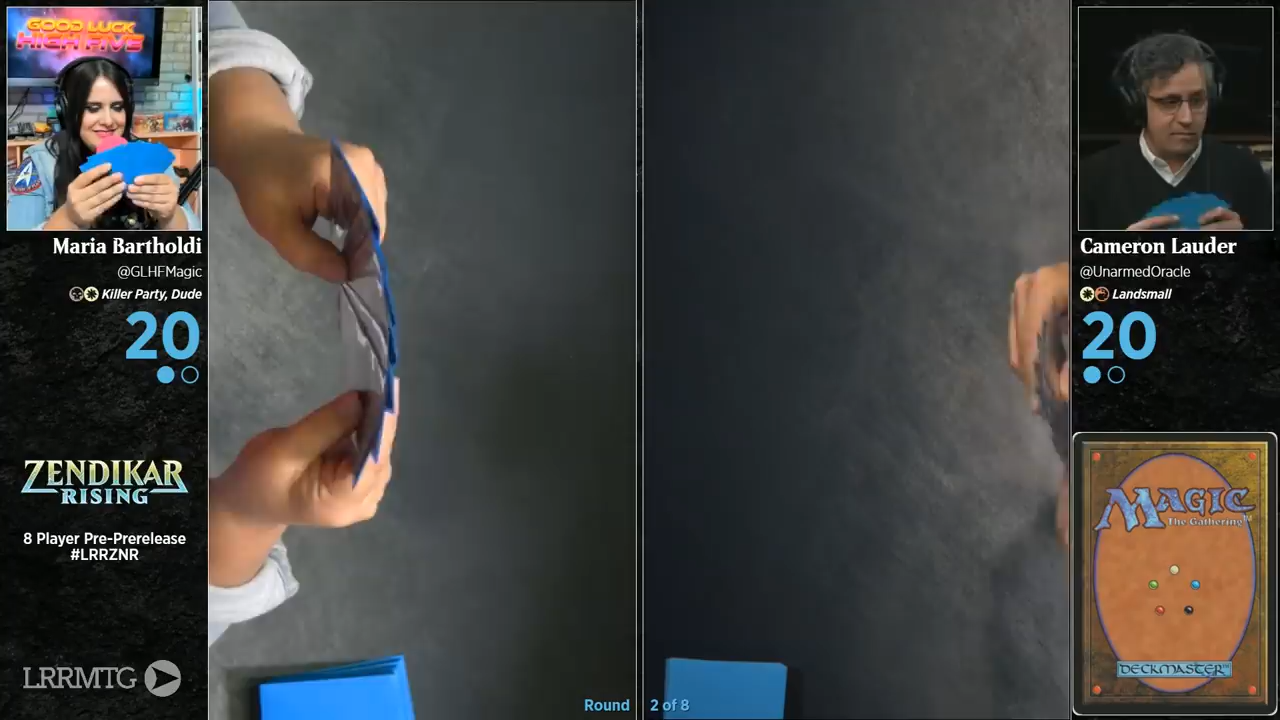 GOOD LUCK
HIGH FIVE
Maria Bartholdi
@GLHFMagic
Killer Party, Dude
20
ZENDIKAR
RISING
8 Player Pre-Prerelease
#LRRZNR
LRRMTG
Round 2 of 8
Cameron Lauder
@UnarmedOracle
Landsmall
20
MAGIC
The Gathering
DECKMASTER